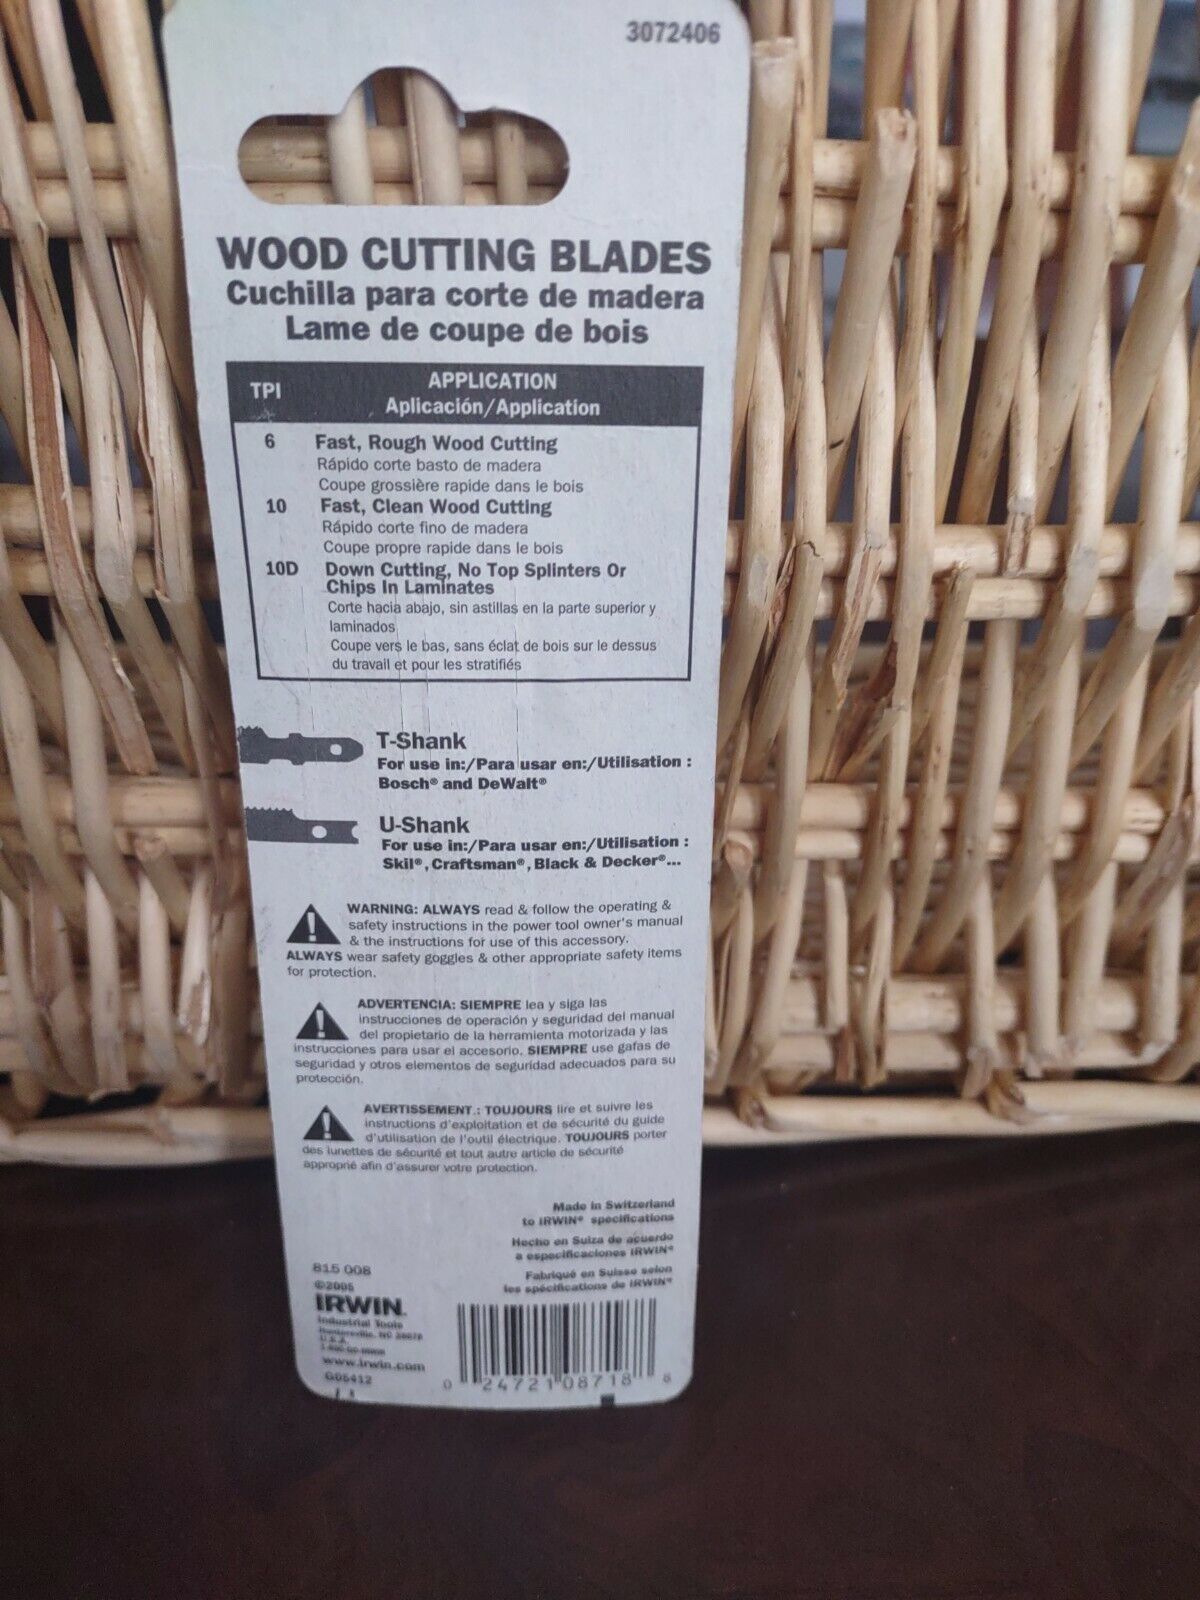 3072406
WOOD CUTTING BLADES
Cuchilla para corte de madera
Lame de coupe de bois
TPI
APPLICATION
Aplicación/Application
6 Fast, Rough Wood Cutting
Rápido corte basto de madera
Coupe grossière rapide dans le bois
10 Fast, Clean Wood Cutting
Rápido corte fino de madera
Coupe propre rapide dans le bois
10D Down Cutting, No Top Splinters Or
Chips In Laminates
Corte hacia abajo, sin astillas en la parte superior y
laminados
Coupe vers le bas, sans éclat de bois sur le dessus
du travail et pour les stratifiés
T-Shank
For use in:/Para usar en:/Utilisation :
Bosch® and DeWalt®
U-Shank
For use in:/Para usar en:/Utilisation :
Skil®, Craftsman®, Black & Decker®...
WARNING: ALWAYS read & follow the operating &
safety instructions in the power tool owner's manual
& the instructions for use of this accessory.
ALWAYS wear safety goggles & other appropriate safety items
for protection.
ADVERTENCIA: SIEMPRE lea y siga las
instrucciones de operación y seguridad del manual
del propietario de la herramienta motorizada y las
instrucciones para usar el accesorio. SIEMPRE use gafas de
seguridad y otros elementos de seguridad adecuados para su
protección.
AVERTISSEMENT : TOUJOURS lire et suivre les
instructions d'exploitation et de sécurité du guide
d'utilisation de l'outil électrique. TOUJOURS porter
des lunettes de sécurité et tout autre article de sécurité
approprié afin d'assurer votre protection.
Made in Switzerland
to IRWIN® specifications
Hecho en Suiza de acuerdo
a especificaciones IRWIN®
Fabriqué en Suisse selon
les spécifications de IRWIN®
815 008
©2005
IRWIN.
Industrial Tools
Huntersville, NC 28078
U.S.A.
1-800-GO-IRWIN
www.irwin.com
G05412
0 24721 08718 8